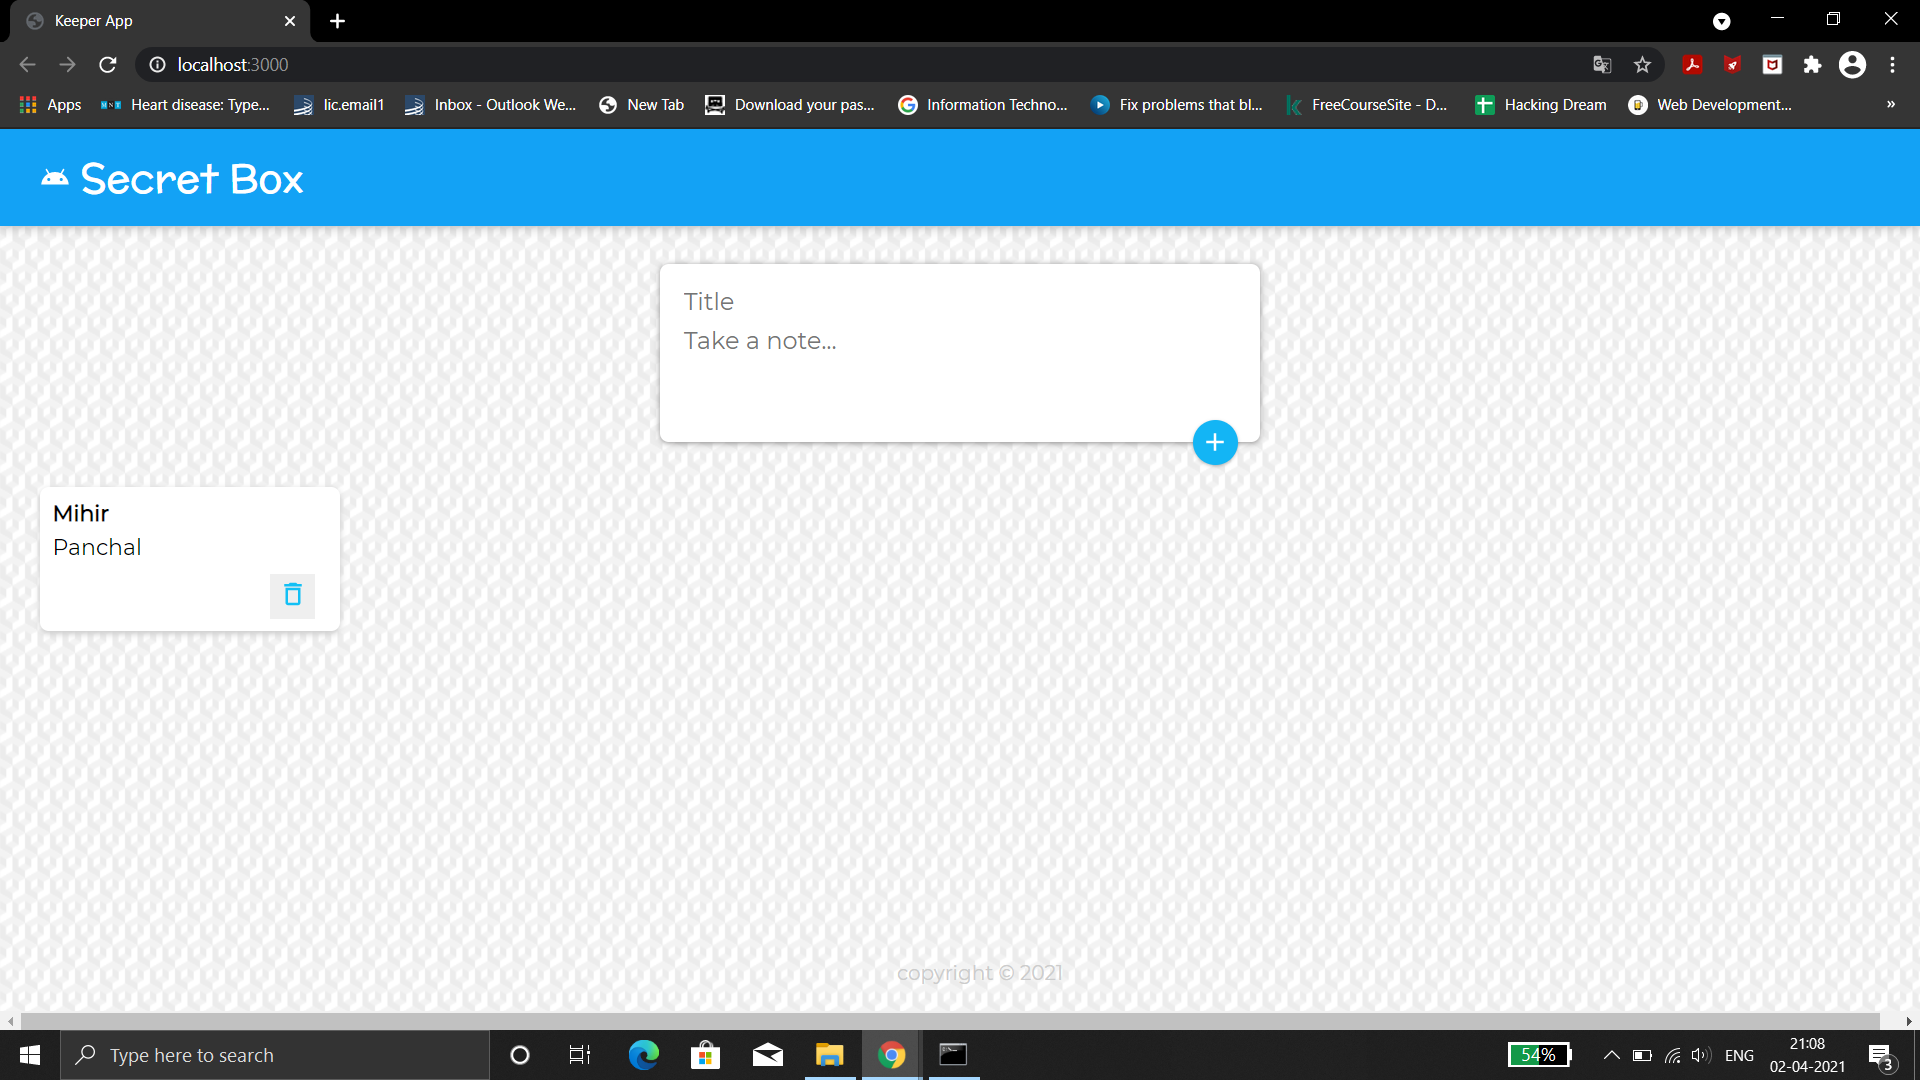 Keeper App
localhost:3000
Apps
HNT
Heart disease: Type...
lic.email1
Inbox - Outlook We...
New Tab
Download your pas...
Information Techno...
Fix problems that bl...
FreeCourseSite - D...
Hacking Dream
Web Development...
»
Secret Box
Title
Take a note...
Mihir
Panchal
copyright © 2021
Type here to search
54%
ENG
21:08
02-04-2021
3